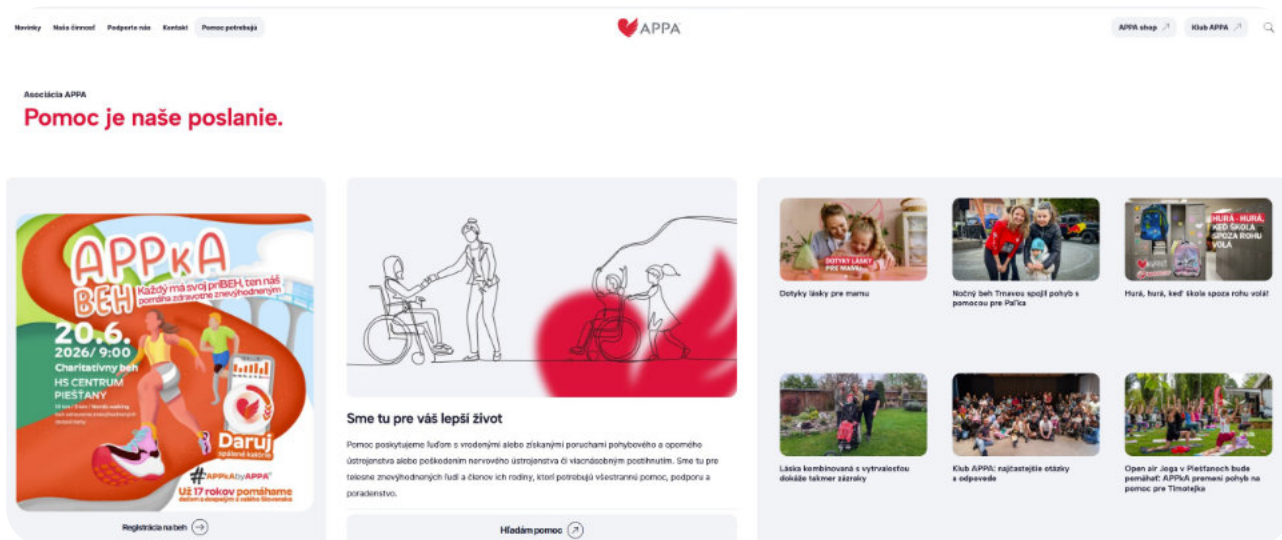 Novinky Naša činnosť Podporte nás Kontakt Pomoc potrebujú
APPA
APPA shop
Klub APPA
Asociácia APPA
Pomoc je naše poslanie.
APPKA
BEH
Každý má svoj príBEH, ten náš
pomáha zdravotne znevýhodneným
20.6.
2026/ 9:00
Charitatívny beh
HS CENTRUM
PIEŠŤANY
Daruj
spálené kalórie
#APPKAbyAPPA
Už 17 rokov pomáhame
deťom a dospelým z celého Slovenska
Registrácia na beh
Sme tu pre váš lepší život
Pomoc poskytujeme ľuďom s vrodenými alebo získanými poruchami pohybového a oporného
ústrojenstva alebo poškodením nervového ústrojenstva či viacnásobným postihnutím. Sme tu pre
telesne znevýhodnených ľudí a členov ich rodiny, ktorí potrebujú všestrannú pomoc, podporu a
poradenstvo.
Hľadám pomoc
DOTYKY LÁSKY
PRE MAMU
Dotyky lásky pre mamu
Nočný beh Trnavou spojil pohyb s
pomocou pre Paľka
HURÁ - HURÁ,
KEĎ ŠKOLA
SPOZA ROHU
VOLÁ
Hurá, hurá, keď škola spoza rohu volá!
Láska kombinovaná s vytrvalosťou
dokáže takmer zázraky
Klub APPA: najčastejšie otázky
a odpovede
Open air Joga v Piešťanoch bude
pomáhať: APPKA premení pohyb na
pomoc pre Timotejka